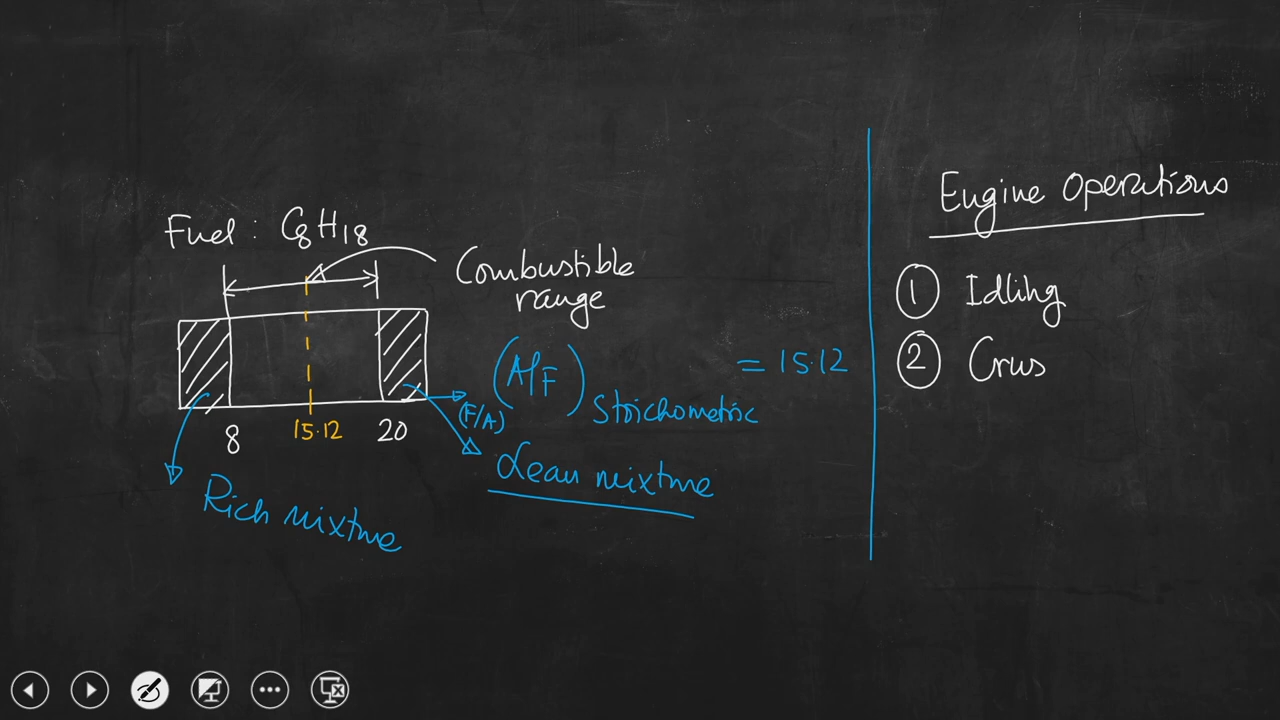 Fuel : C8H18
Combustible
range
(A/F) Stoichometric = 15.12
(F/A)
8
15.12
20
Lean mixture
Rich mixture
Engine Operations
1 Idling
2 Crus